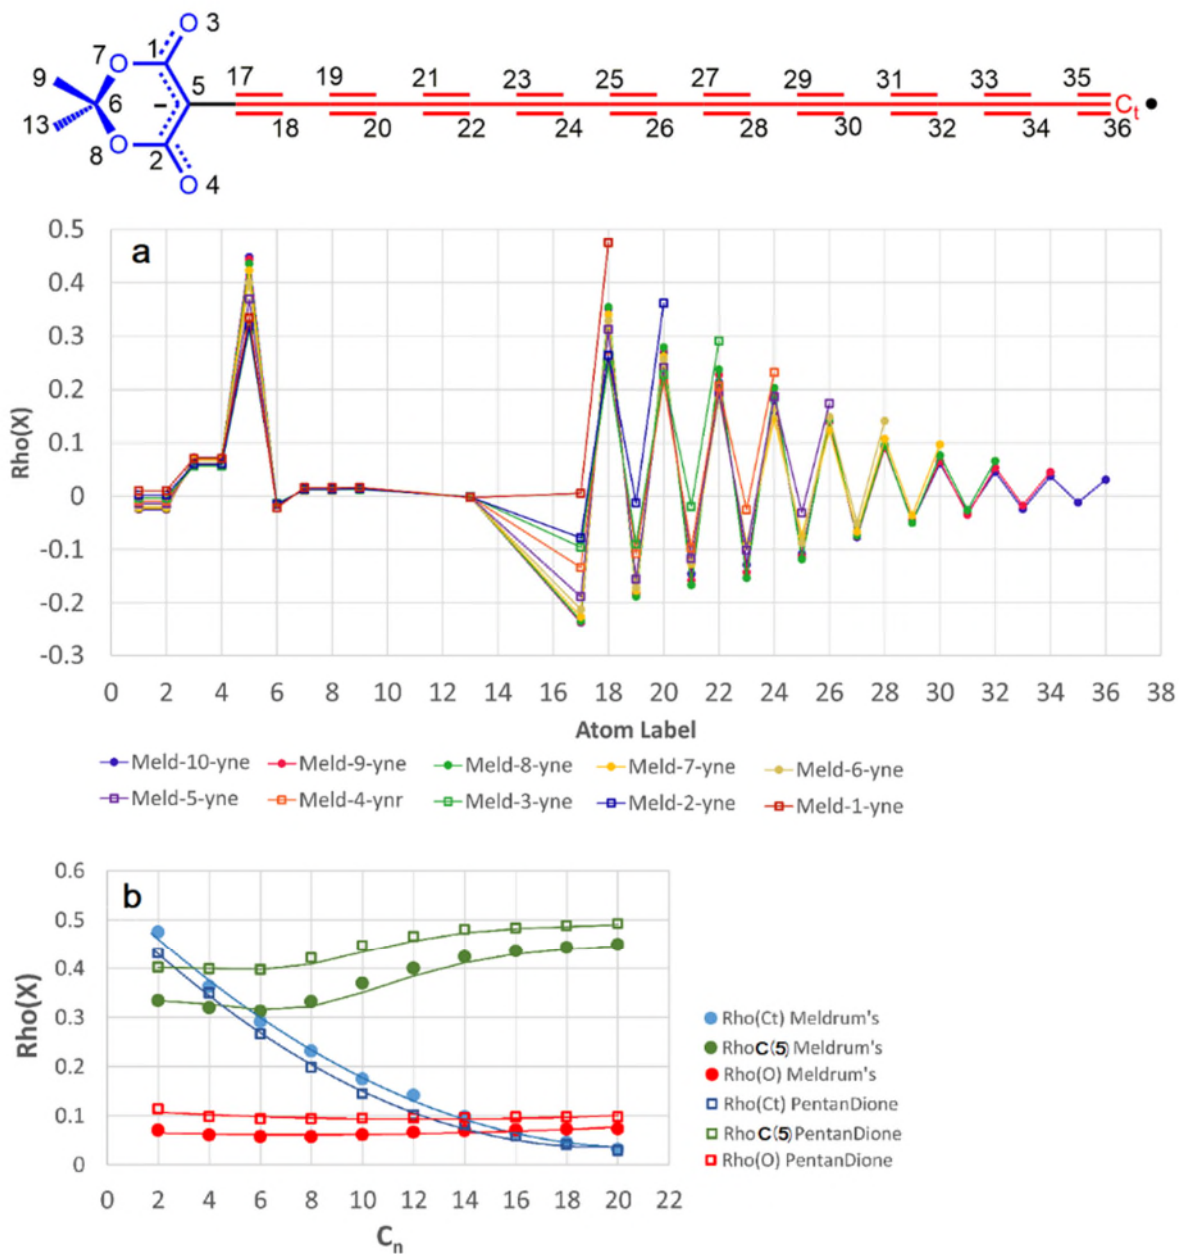 O 3
7 1
9 O 5 17 19 21 23 25 27 29 31 33 35
6 - C_t •
13 O 18 20 22 24 26 28 30 32 34 36
8 2
O 4
a
Rho(X)
0.5
0.4
0.3
0.2
0.1
0
-0.1
-0.2
-0.3
0 2 4 6 8 10 12 14 16 18 20 22 24 26 28 30 32 34 36 38
Atom Label
Meld-10-yne Meld-9-yne Meld-8-yne Meld-7-yne Meld-6-yne
Meld-5-yne Meld-4-ynr Meld-3-yne Meld-2-yne Meld-1-yne
b
Rho(X)
0.6
0.5
0.4
0.3
0.2
0.1
0
0 2 4 6 8 10 12 14 16 18 20 22
C_n
Rho(Ct) Meldrum's
RhoC(5) Meldrum's
Rho(O) Meldrum's
Rho(Ct) PentanDione
RhoC(5)PentanDione
Rho(O) PentanDione